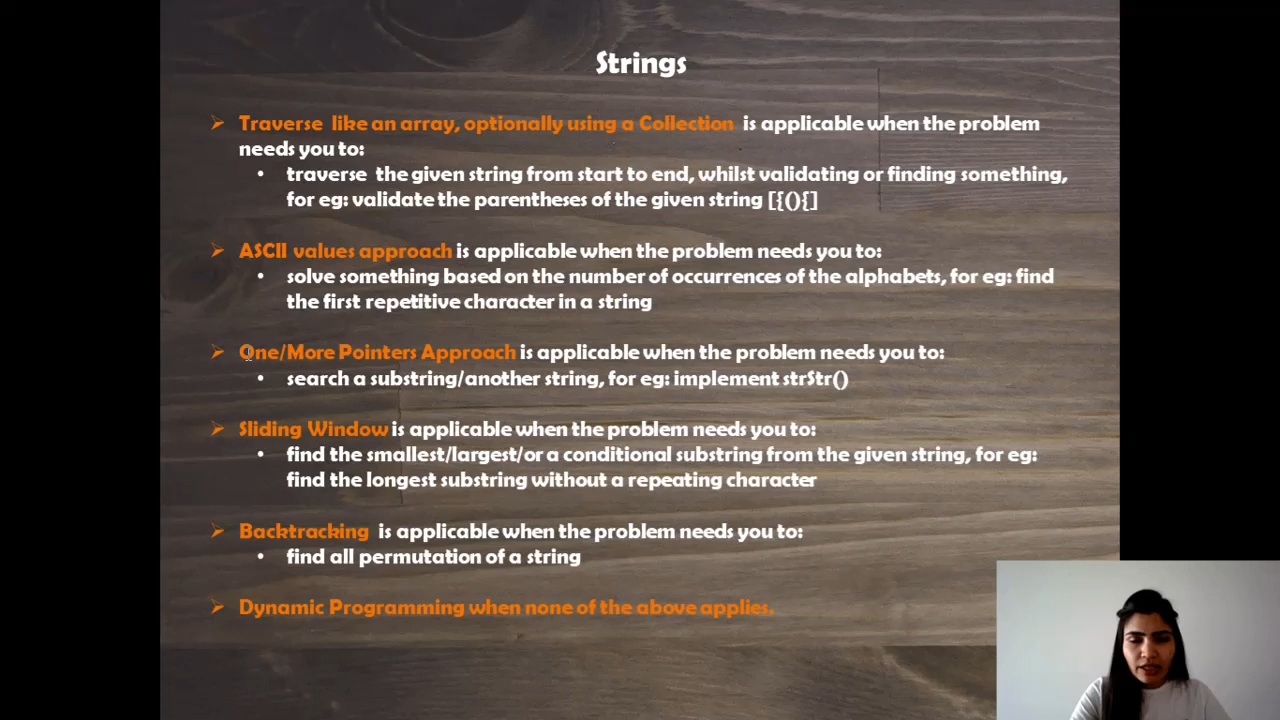 Strings
Traverse like an array, optionally using a Collection is applicable when the problem
needs you to:
• traverse the given string from start to end, whilst validating or finding something,
for eg: validate the parentheses of the given string [{(){]
ASCII values approach is applicable when the problem needs you to:
• solve something based on the number of occurrences of the alphabets, for eg: find
the first repetitive character in a string
One/More Pointers Approach is applicable when the problem needs you to:
• search a substring/another string, for eg: implement strStr()
Sliding Window is applicable when the problem needs you to:
• find the smallest/largest/or a conditional substring from the given string, for eg:
find the longest substring without a repeating character
Backtracking is applicable when the problem needs you to:
• find all permutation of a string
Dynamic Programming when none of the above applies.